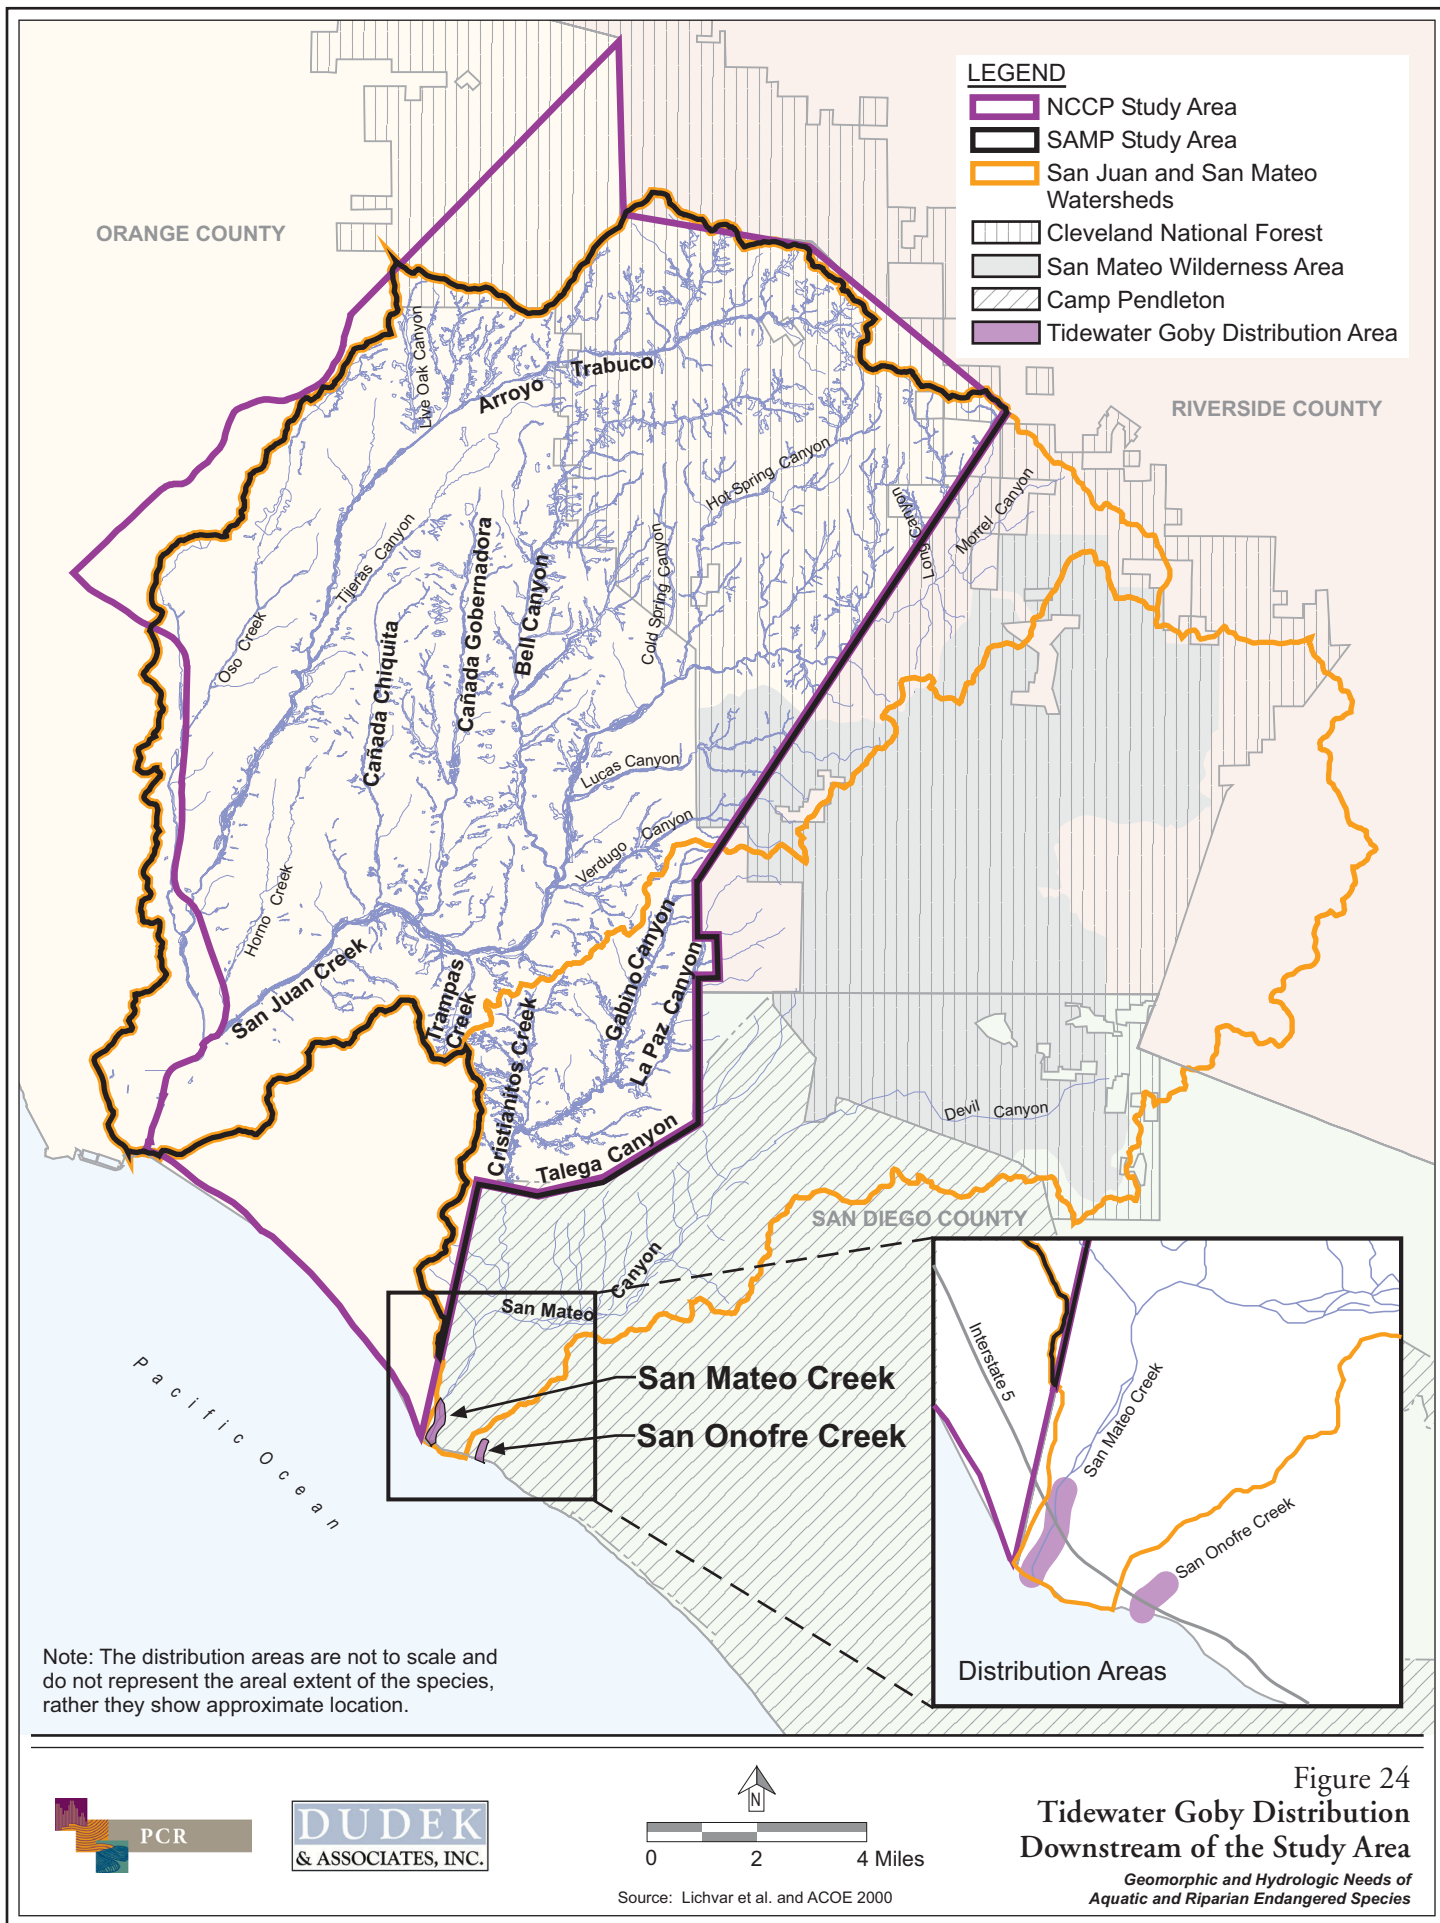 LEGEND
NCCP Study Area
SAMP Study Area
San Juan and San Mateo
Watersheds
Cleveland National Forest
San Mateo Wilderness Area
Camp Pendleton
Tidewater Goby Distribution Area
ORANGE COUNTY
RIVERSIDE COUNTY
Live Oak Canyon
Arroyo Trabuco
Hot Spring Canyon
Long Canyon
Morrel Canyon
Tijeras Canyon
Cañada Gobernadora
Bell Canyon
Cold Spring Canyon
Oso Creek
Cañada Chiquita
Lucas Canyon
Verdugo Canyon
Horno Creek
San Juan Creek
Trampas
Creek
Cristianitos Creek
Gabino Canyon
La Paz Canyon
Talega Canyon
Devil Canyon
SAN DIEGO COUNTY
San Mateo Canyon
San Mateo Creek
San Onofre Creek
Pacific Ocean
Interstate 5
San Mateo Creek
San Onofre Creek
Distribution Areas
Note: The distribution areas are not to scale and
do not represent the areal extent of the species,
rather they show approximate location.
PCR
DUDEK
& ASSOCIATES, INC.
N
0 2 4 Miles
Source: Lichvar et al. and ACOE 2000
Figure 24
Tidewater Goby Distribution
Downstream of the Study Area
Geomorphic and Hydrologic Needs of
Aquatic and Riparian Endangered Species